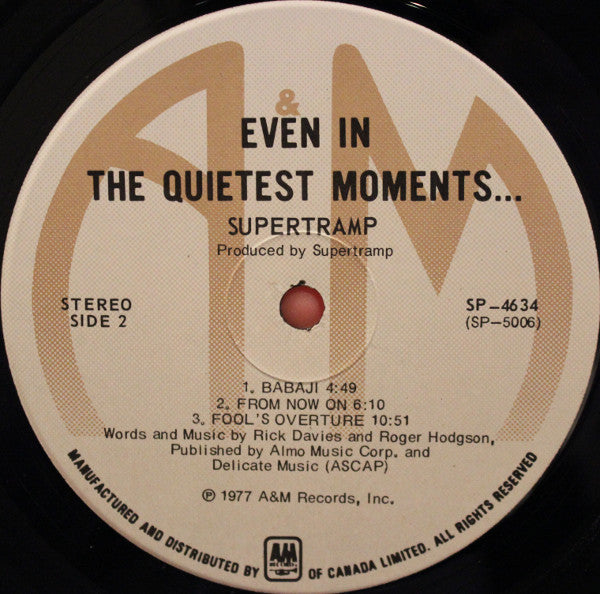 A&M
EVEN IN
THE QUIETEST MOMENTS...
SUPERTRAMP
Produced by Supertramp
STEREO
SIDE 2
SP-4634
(SP-5006)
1. BABAJI 4:49
2. FROM NOW ON 6:10
3. FOOL'S OVERTURE 10:51
Words and Music by Rick Davies and Roger Hodgson,
Published by Almo Music Corp. and
Delicate Music (ASCAP)
℗ 1977 A&M Records, Inc.
MANUFACTURED AND DISTRIBUTED BY A&M RECORDS OF CANADA LIMITED. ALL RIGHTS RESERVED